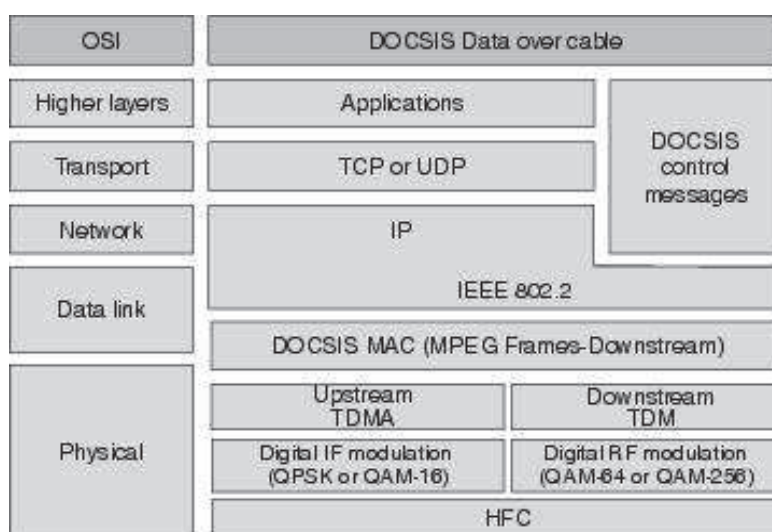 OSI
DOCSIS Data over cable
Higher layers
Applications
DOCSIS
control
messages
Transport
TCP or UDP
Network
IP
IEEE 802.2
Data link
DOCSIS MAC (MPEG Frames-Downstream)
Physical
Upstream
TDMA
Downstream
TDM
Digital IF modulation
(QPSK or QAM-16)
Digital RF modulation
(QAM-64 or QAM-256)
HFC